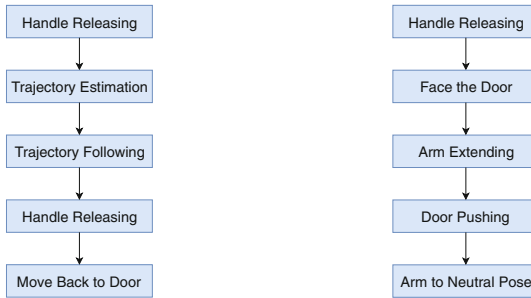 Handle Releasing
Trajectory Estimation
Trajectory Following
Handle Releasing
Move Back to Door
Handle Releasing
Face the Door
Arm Extending
Door Pushing
Arm to Neutral Pose